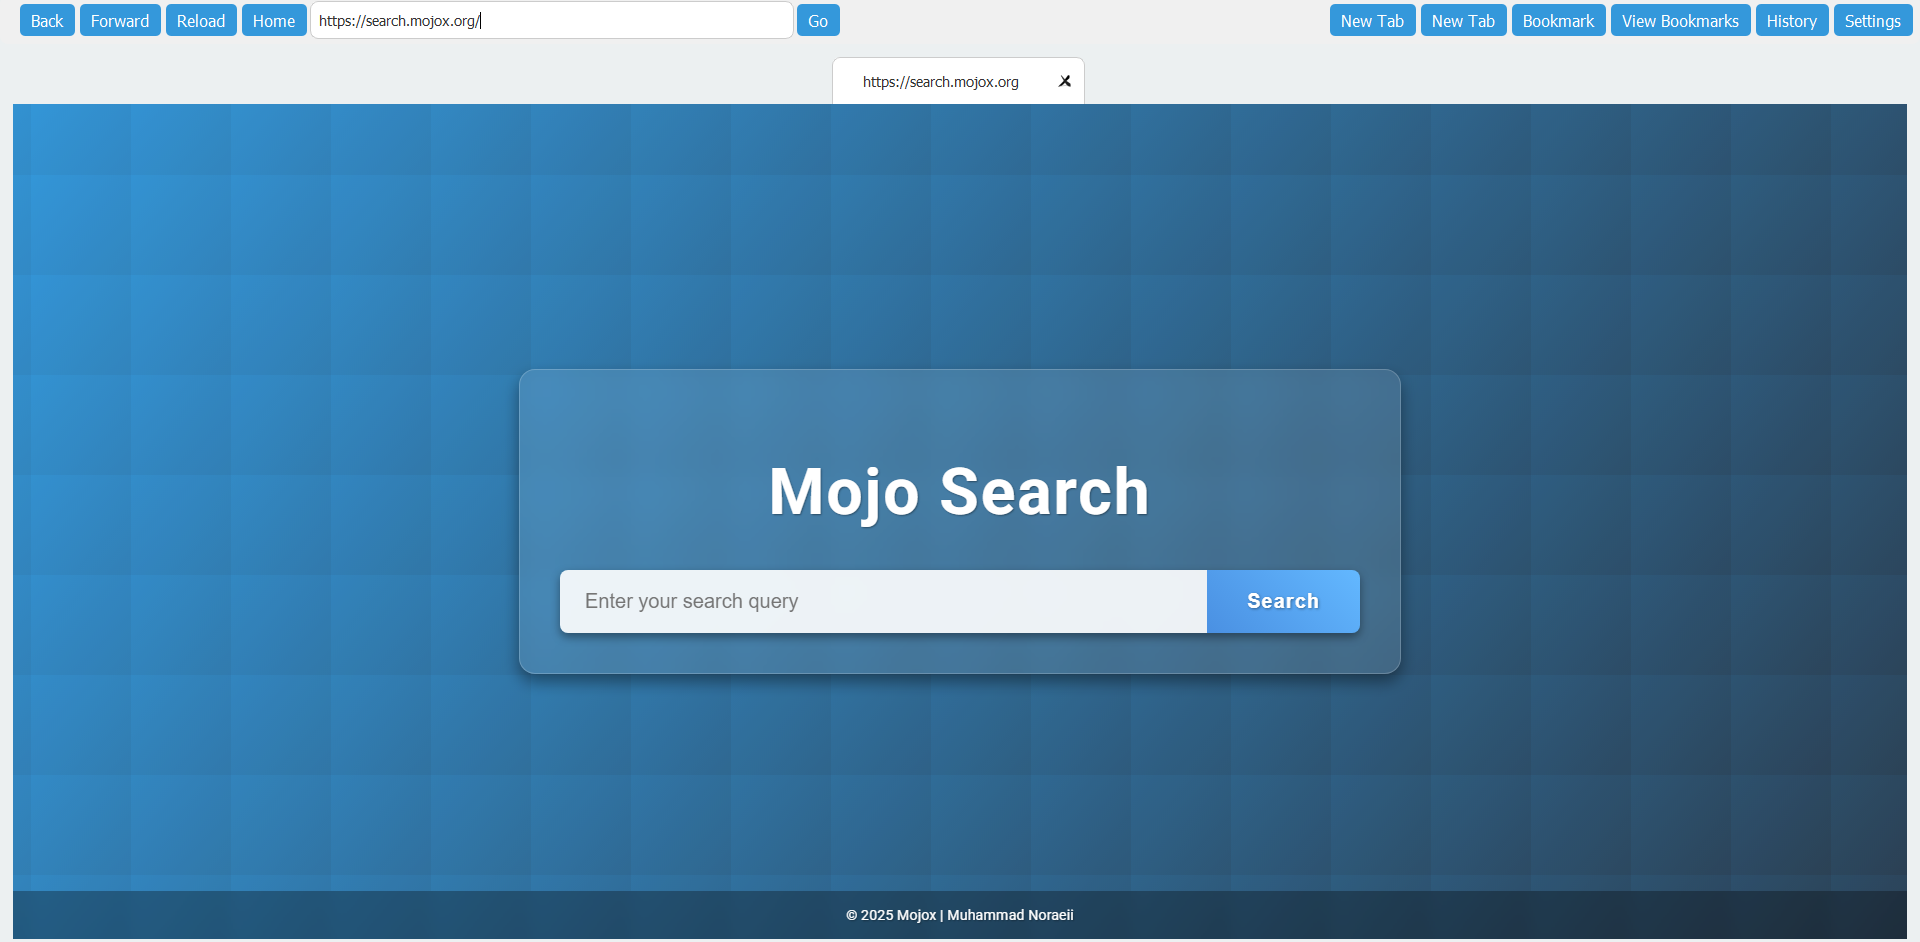 Back Forward Reload Home https://search.mojox.org/ Go New Tab New Tab Bookmark View Bookmarks History Settings
https://search.mojox.org
Mojo Search
Enter your search query Search
© 2025 Mojox | Muhammad Noraeii